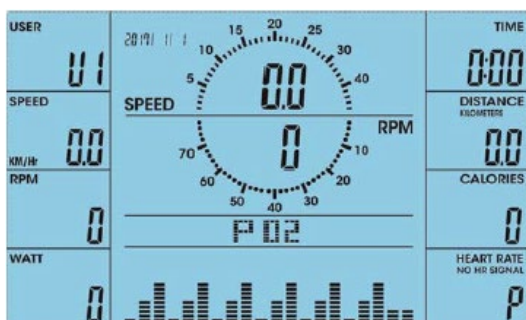 USER
U1
SPEED
KM/Hr 0.0
RPM
0
WATT
0
5 10 15 20 25 30 40
SPEED 0.0
RPM
0
70 60 50 40 30 20 10
P 02
TIME
0:00
DISTANCE
KILOMETERS
0.0
CALORIES
0
HEART RATE
NO HR SIGNAL
P